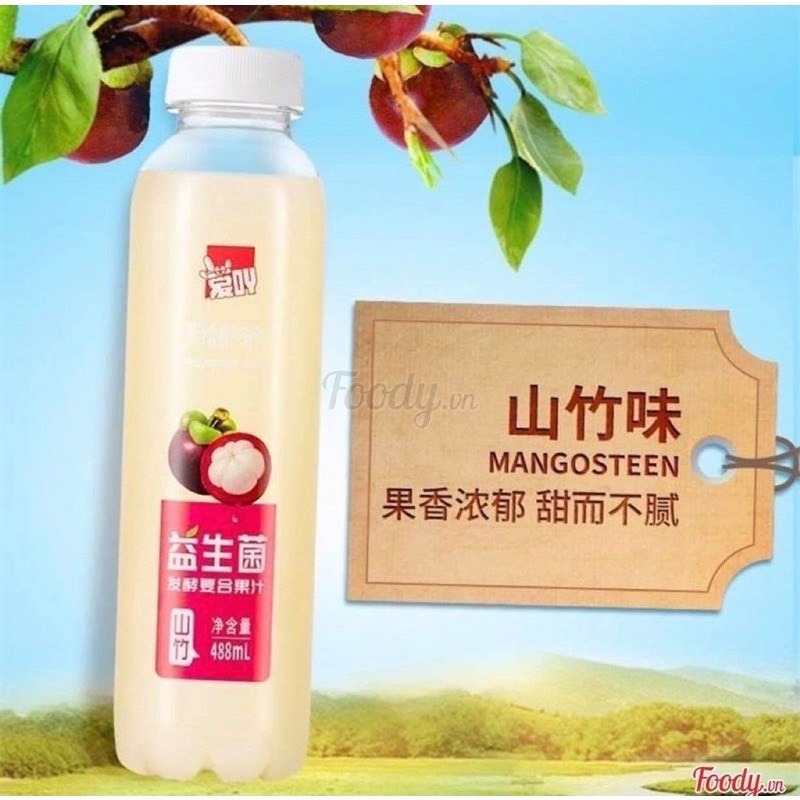 爱吖
益生菌
发酵复合果汁
山竹
净含量
488mL
山竹味
MANGOSTEEN
果香浓郁 甜而不腻
Foody.vn
Foody.vn